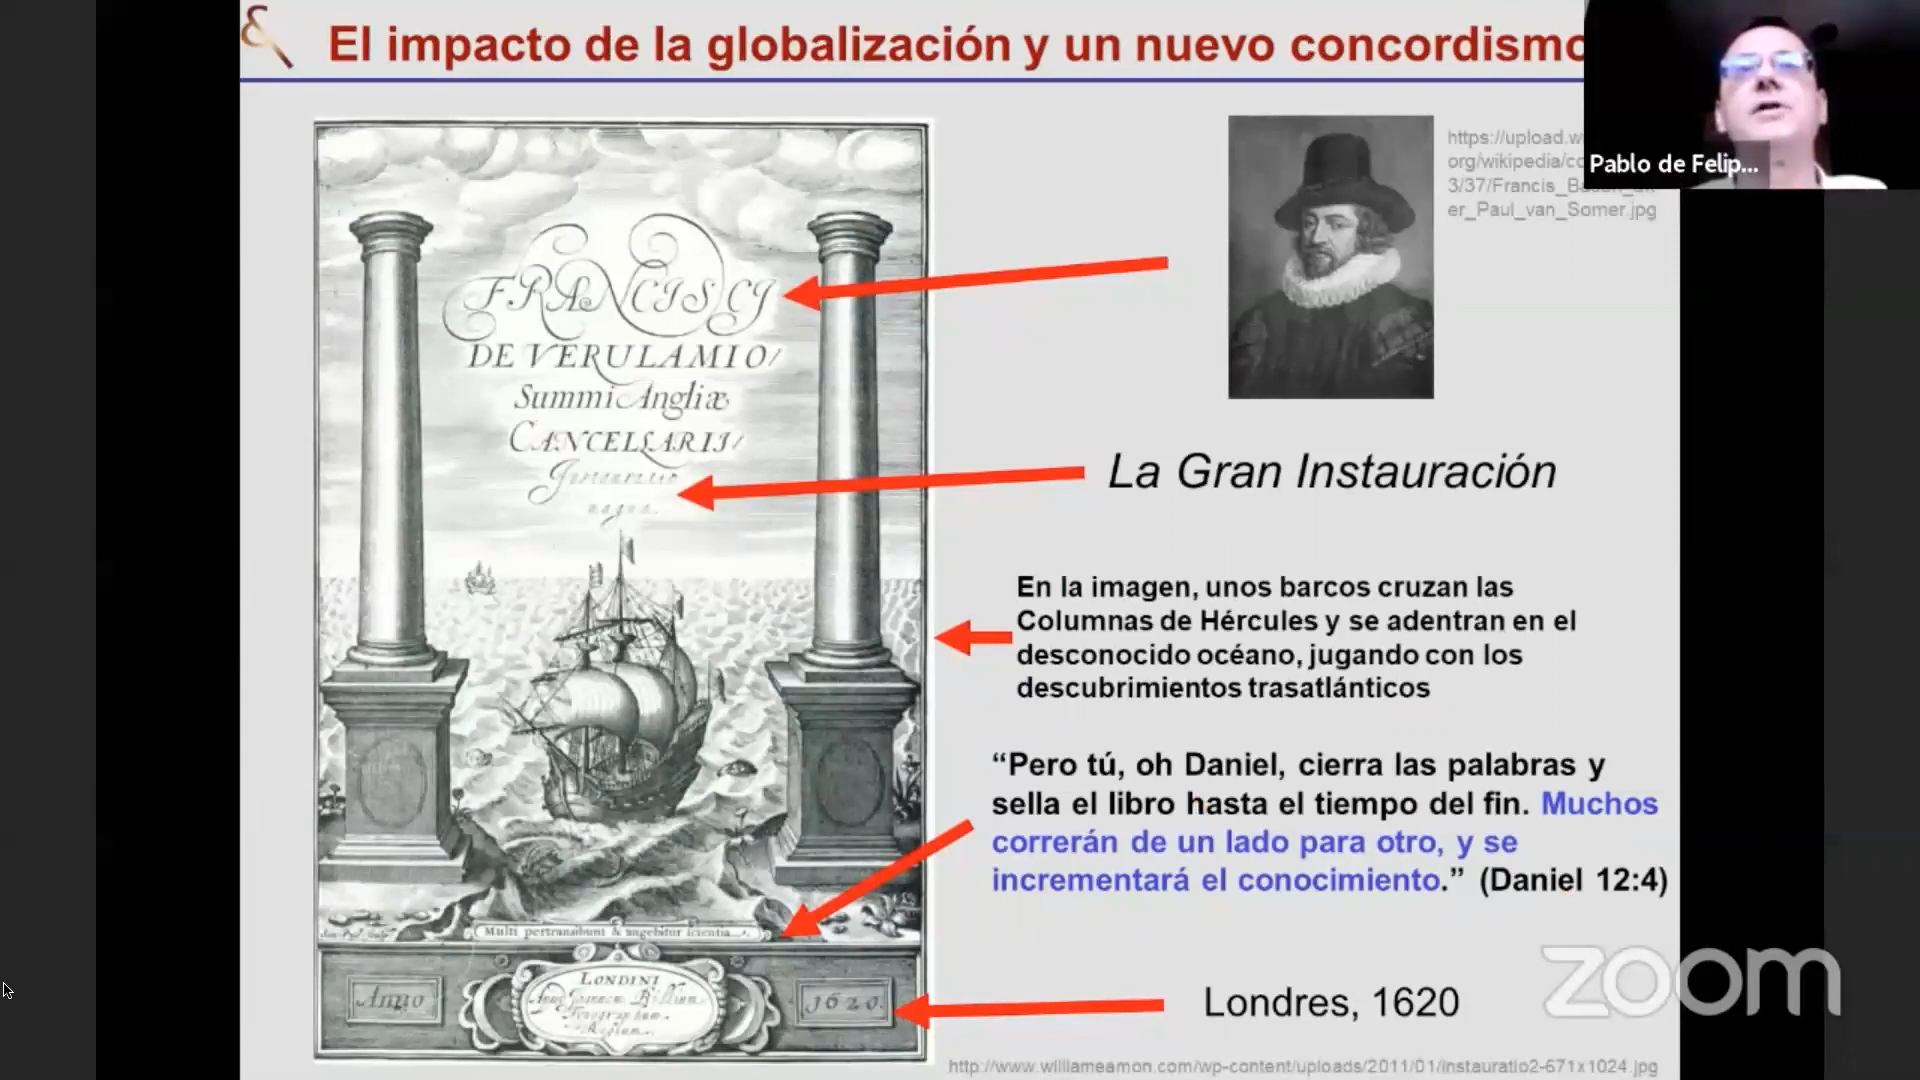 El impacto de la globalización y un nuevo concordismo
Pablo de Felip...
https://upload.w
org/wikipedia/co
3/37/Francis_B
er_Paul_van_Somer.jpg
FRANCISCI
DE VERULAMIO/
Summi Angliæ
CANCELLARII/
Instauratio
magna.
La Gran Instauración
En la imagen, unos barcos cruzan las
Columnas de Hércules y se adentran en el
desconocido océano, jugando con los
descubrimientos trasatlánticos
“Pero tú, oh Daniel, cierra las palabras y
sella el libro hasta el tiempo del fin. Muchos
correrán de un lado para otro, y se
incrementará el conocimiento.” (Daniel 12:4)
Multi pertransibunt & augebitur scientia.
LONDINI
Anno
1620.
Londres, 1620
zoom
http://www.williameamon.com/wp-content/uploads/2011/01/instauratio2-671x1024.jpg